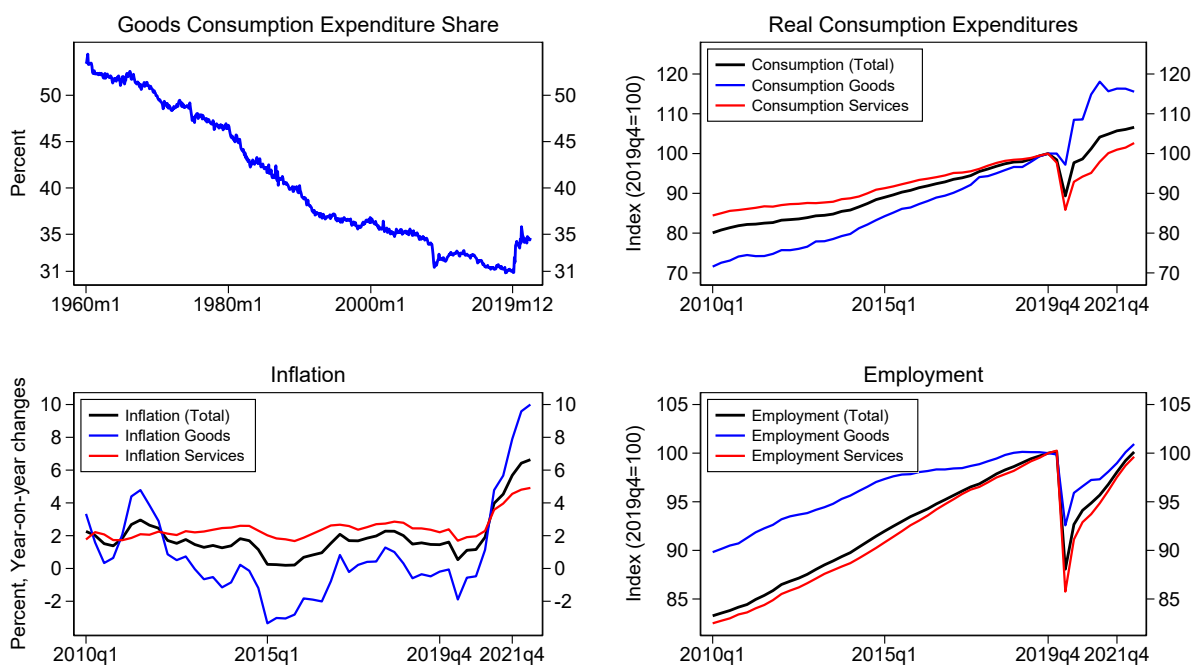 Goods Consumption Expenditure Share
Percent
50
45
40
35
31
50
45
40
35
31
1960m1 1980m1 2000m1 2019m12
Real Consumption Expenditures
Index (2019q4=100)
120
110
100
90
80
70
Consumption (Total)
Consumption Goods
Consumption Services
120
110
100
90
80
70
2010q1 2015q1 2019q4 2021q4
Inflation
Percent, Year-on-year changes
10
8
6
4
2
0
-2
Inflation (Total)
Inflation Goods
Inflation Services
10
8
6
4
2
0
-2
2010q1 2015q1 2019q4 2021q4
Employment
Index (2019q4=100)
105
100
95
90
85
Employment (Total)
Employment Goods
Employment Services
105
100
95
90
85
2010q1 2015q1 2019q4 2021q4